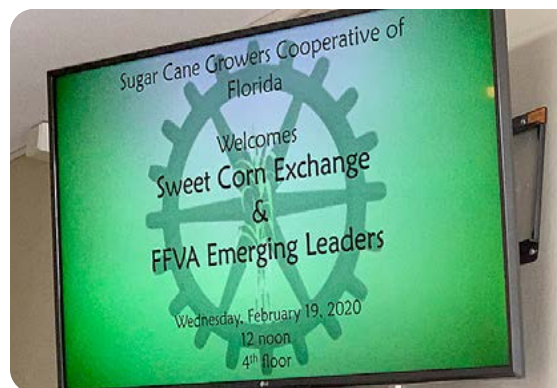 Sugar Cane Growers Cooperative of
Florida
Welcomes
Sweet Corn Exchange
&
FFVA Emerging Leaders
Wednesday, February 19, 2020
12 noon
4th floor
LG